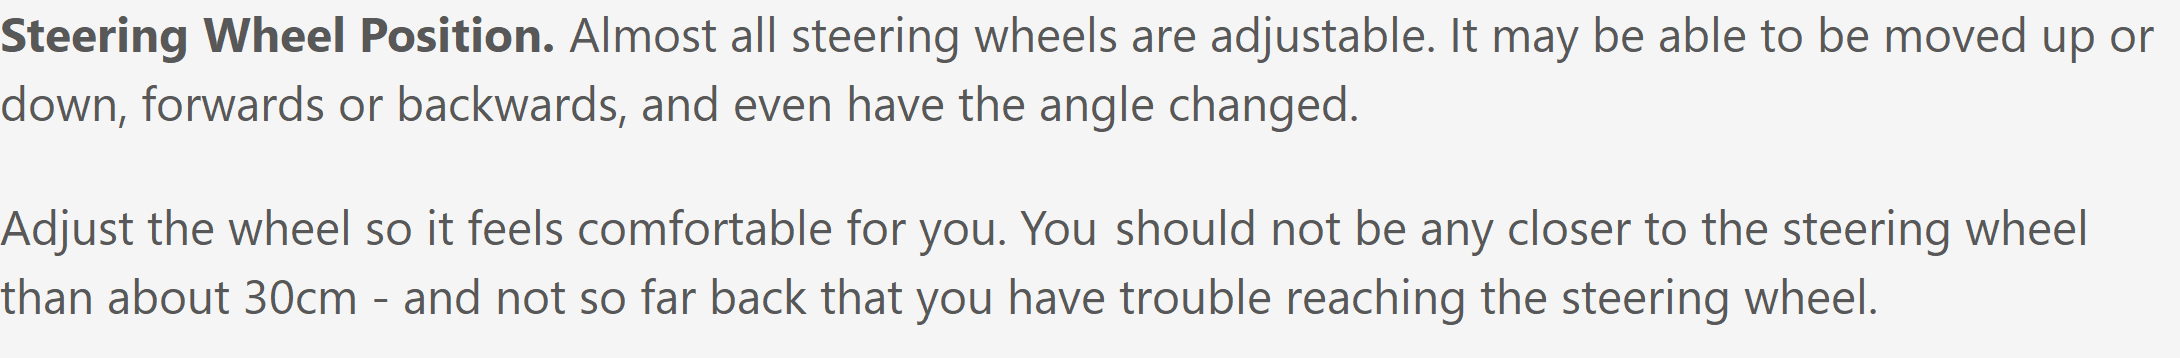 Steering Wheel Position. Almost all steering wheels are adjustable. It may be able to be moved up or
down, forwards or backwards, and even have the angle changed.
Adjust the wheel so it feels comfortable for you. You should not be any closer to the steering wheel
than about 30cm - and not so far back that you have trouble reaching the steering wheel.